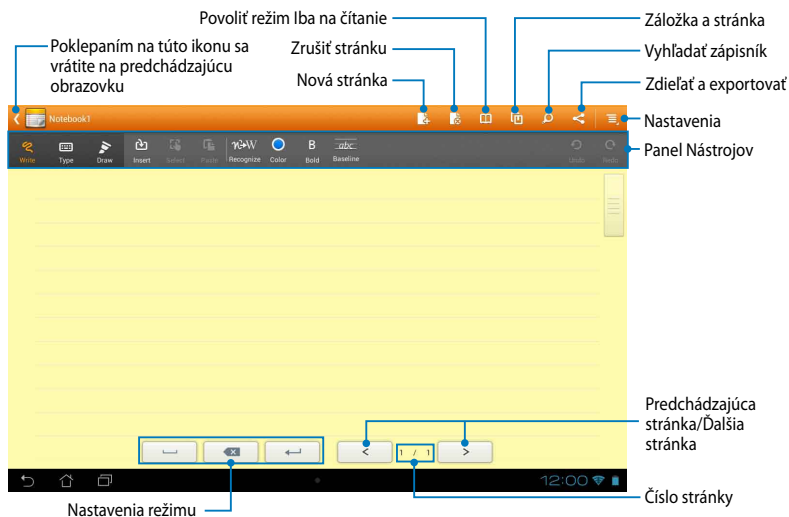 Povoliť režim Iba na čítanie
Záložka a stránka
Poklepaním na túto ikonu sa
vrátite na predchádzajúcu
obrazovku
Zrušiť stránku
Vyhľadať zápisník
Nová stránka
Zdieľať a exportovať
Notebook1
Nastavenia
Write
Type
Draw
Insert
Select
Paste
Recognize
Color
B
Bold
abc
Baseline
Undo
Redo
Panel Nástrojov
Predchádzajúca
stránka/Ďalšia
stránka
< 1 / 1 >
12:00
Číslo stránky
Nastavenia režimu